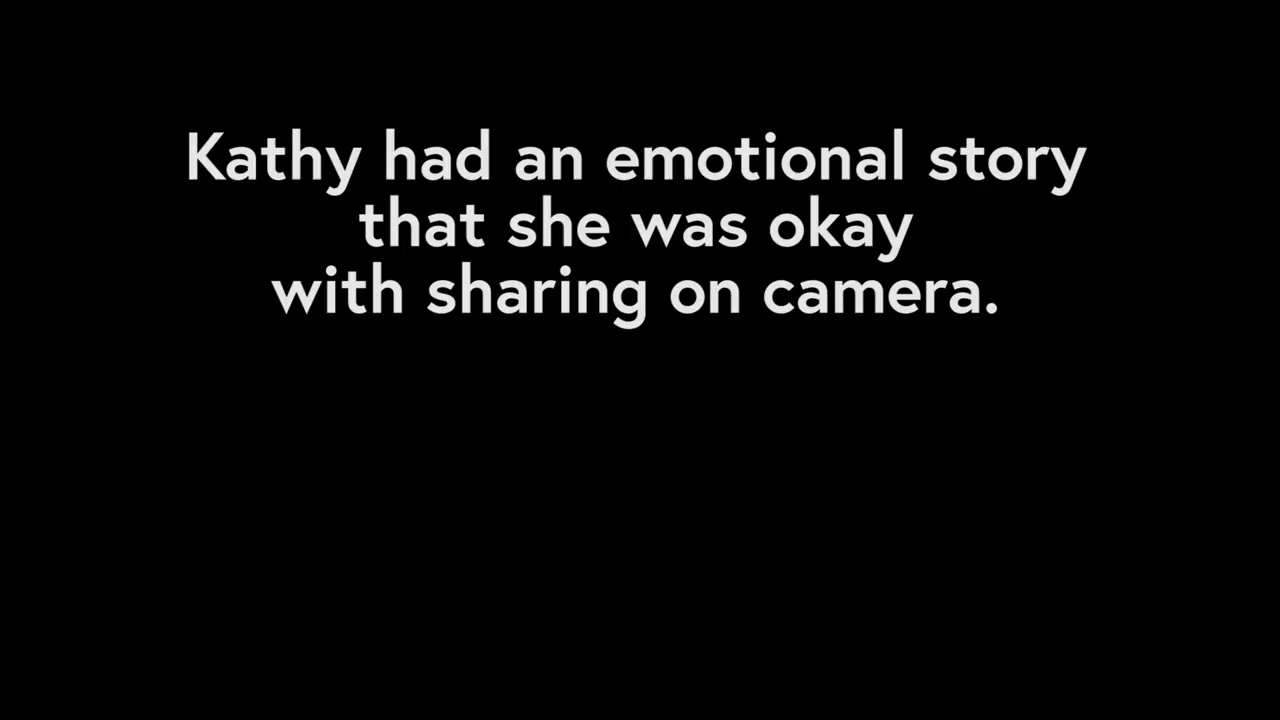 Kathy had an emotional story
that she was okay
with sharing on camera.